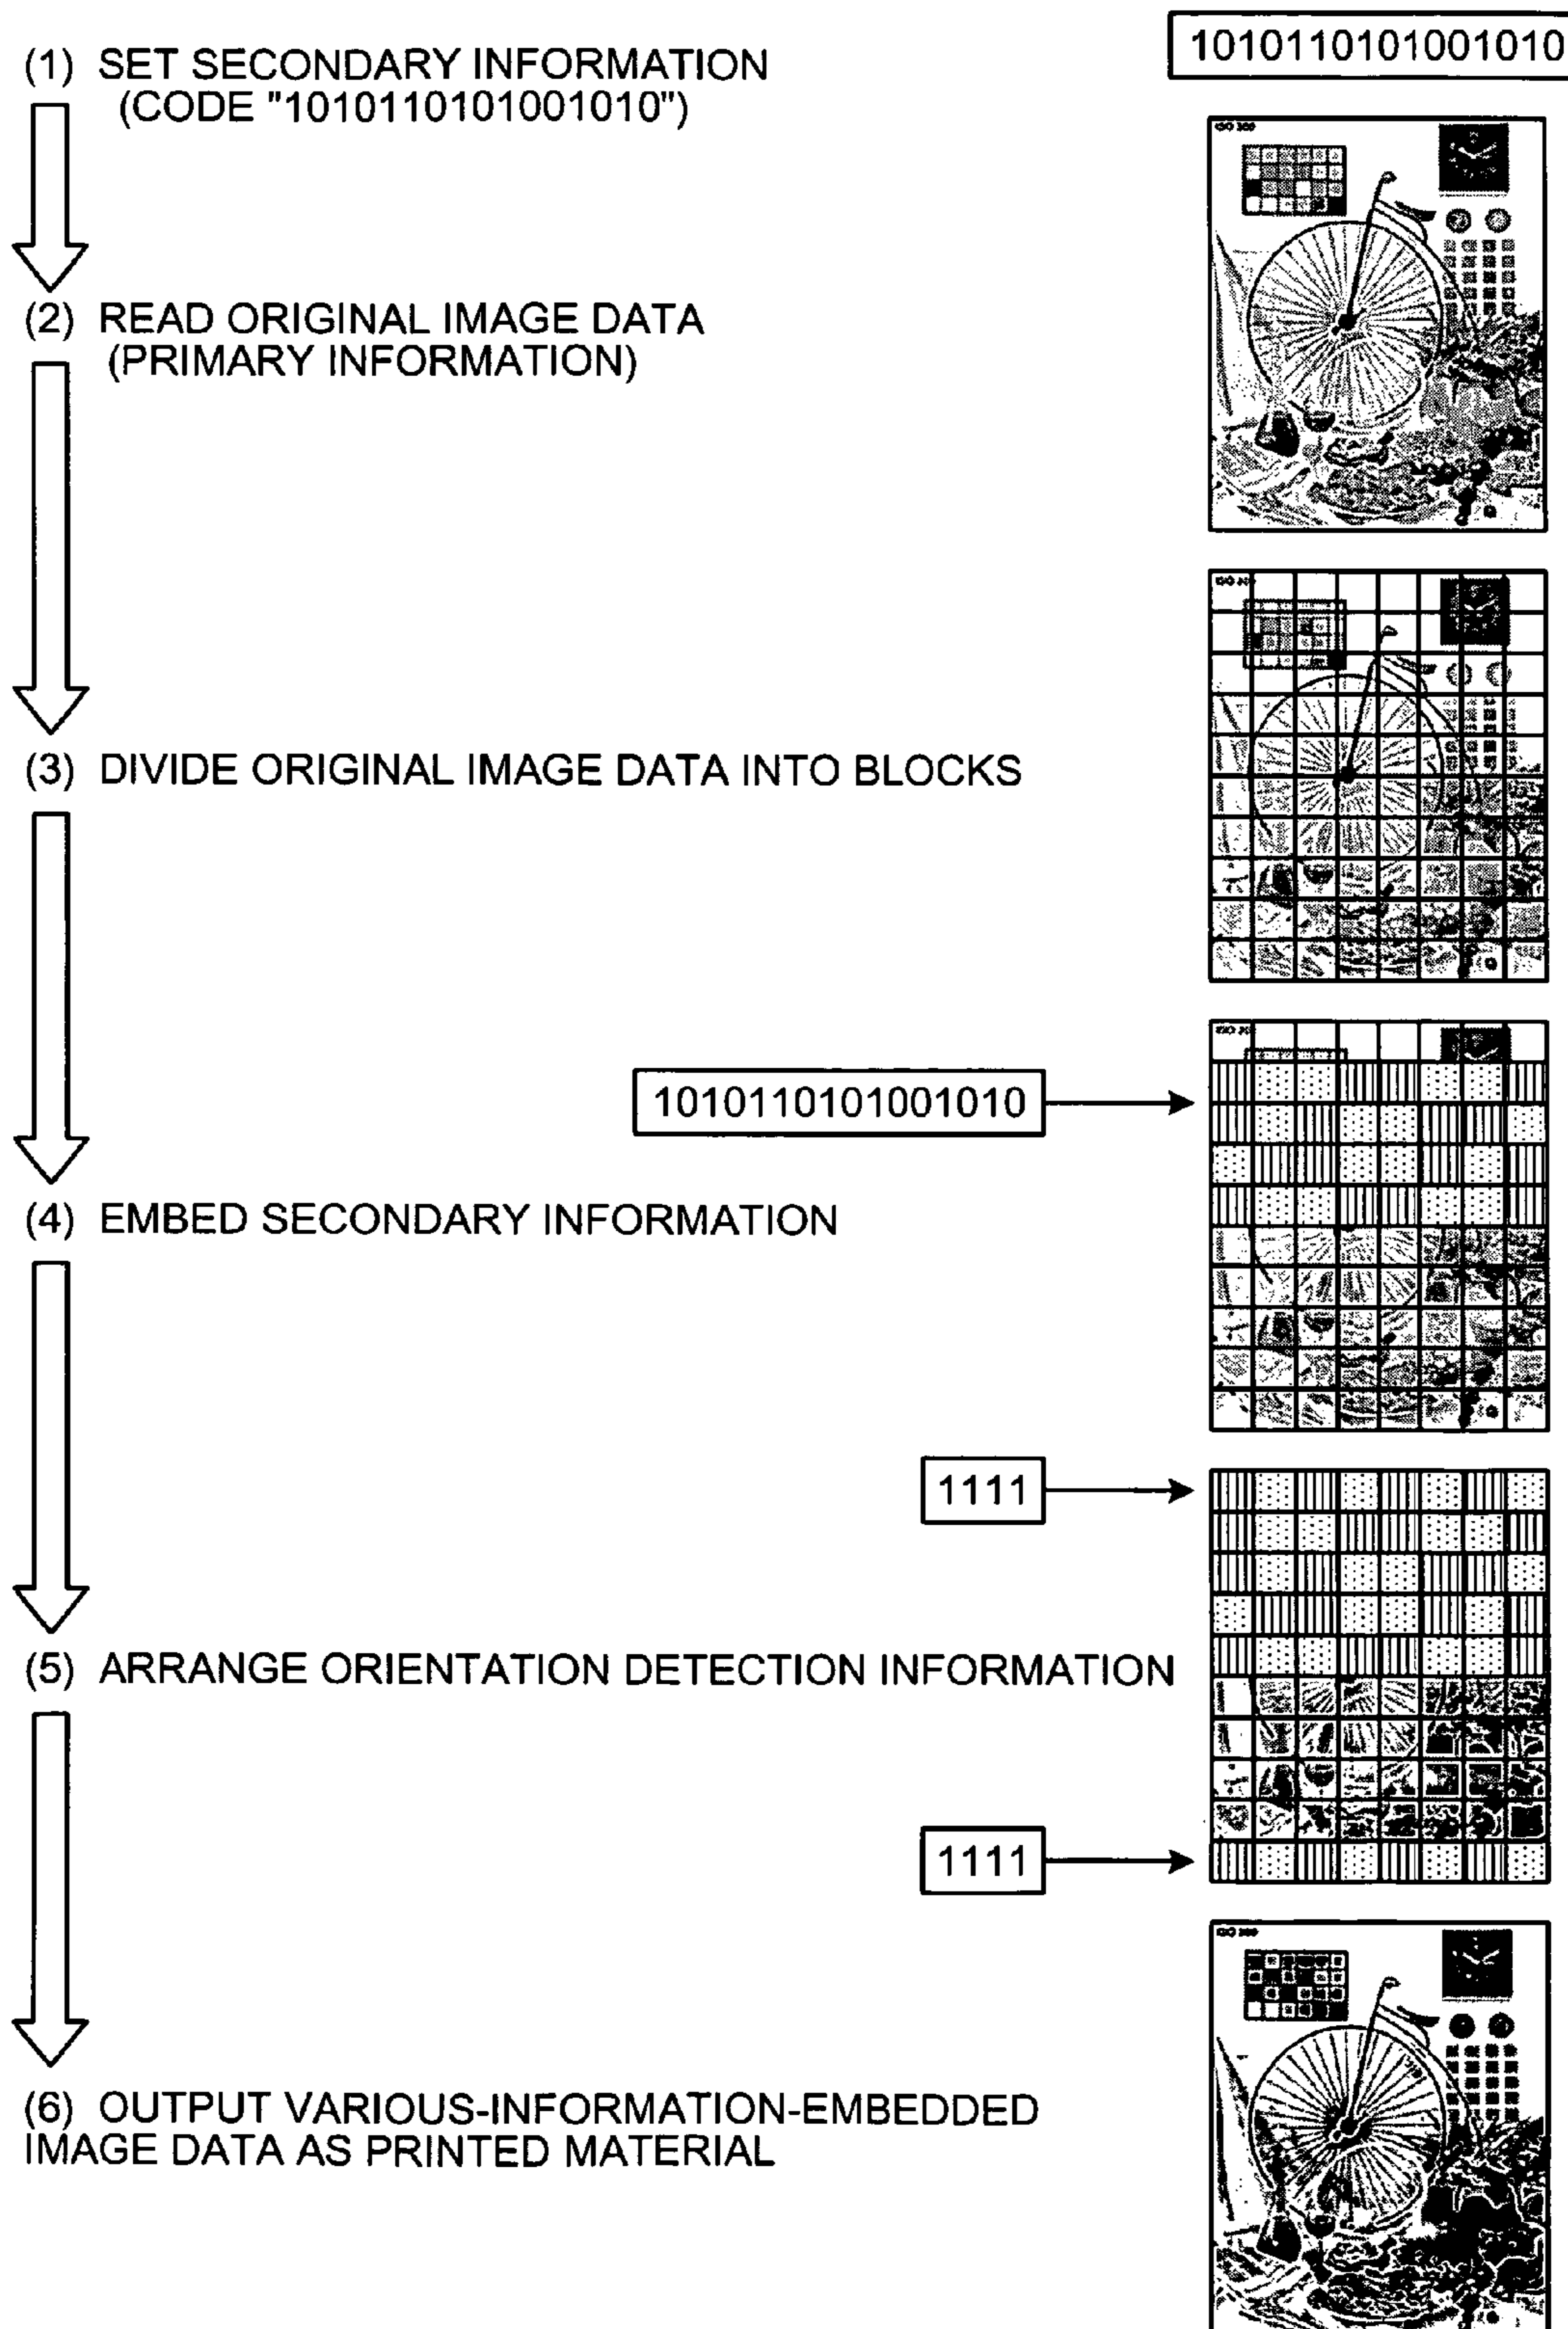 1010110101001010
(1) SET SECONDARY INFORMATION
(CODE "1010110101001010")
(2) READ ORIGINAL IMAGE DATA
(PRIMARY INFORMATION)
(3) DIVIDE ORIGINAL IMAGE DATA INTO BLOCKS
1010110101001010
(4) EMBED SECONDARY INFORMATION
1111
(5) ARRANGE ORIENTATION DETECTION INFORMATION
1111
(6) OUTPUT VARIOUS-INFORMATION-EMBEDDED
IMAGE DATA AS PRINTED MATERIAL